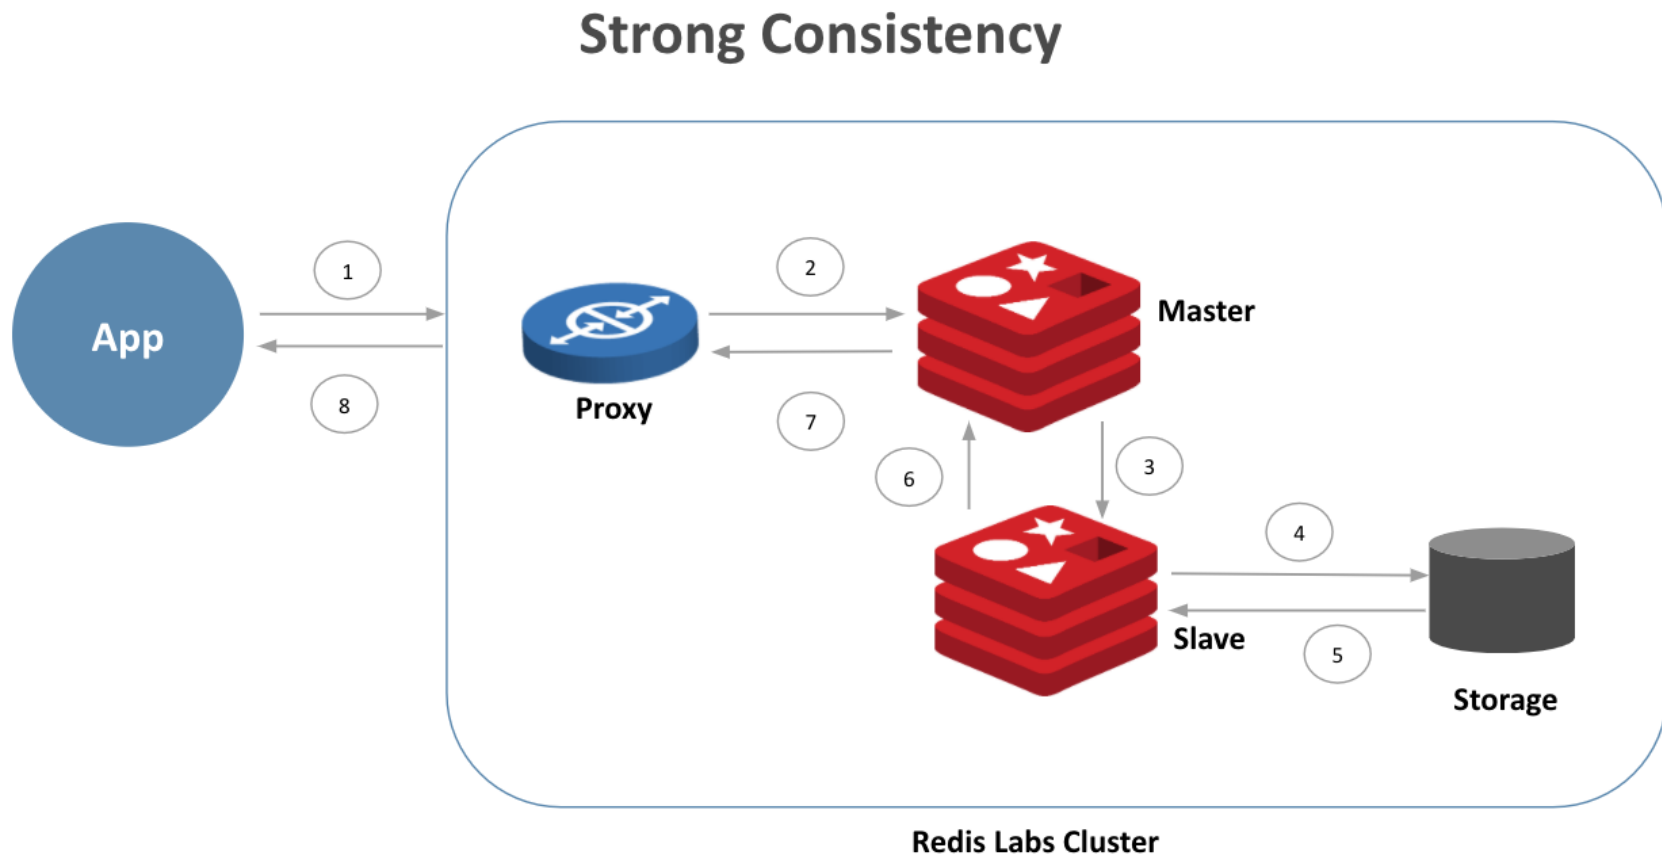 Strong Consistency
1
2
App
Master
Proxy
8
7
6
3
4
Slave
5
Storage
Redis Labs Cluster